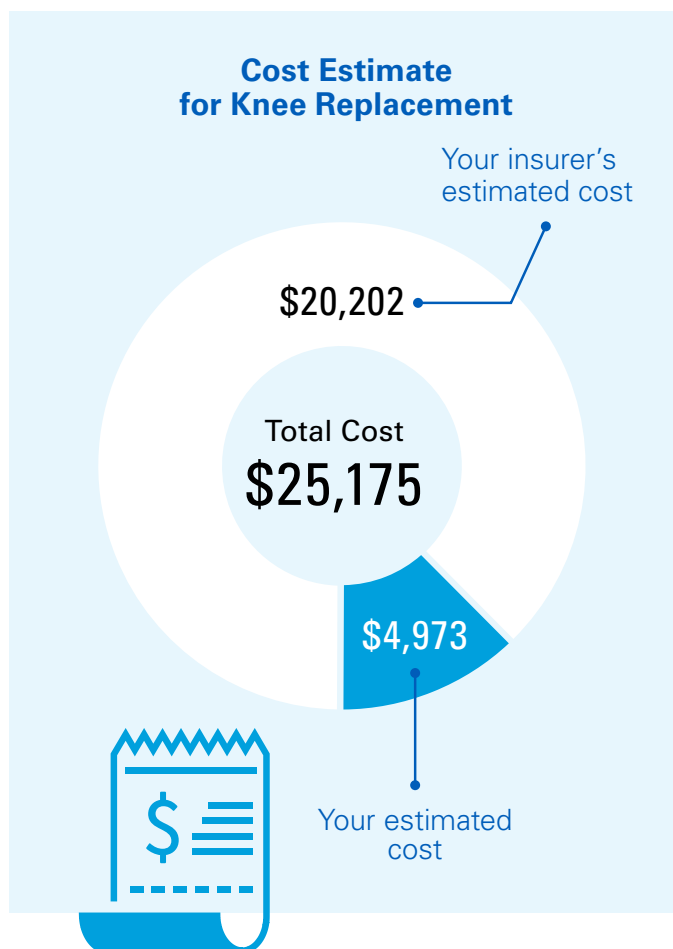 Cost Estimate
for Knee Replacement
Your insurer’s
estimated cost
$20,202
Total Cost
$25,175
$4,973
Your estimated
cost
$